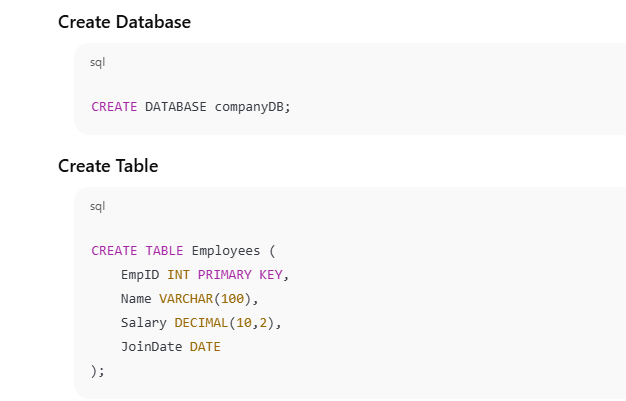 Create Database
sql
CREATE DATABASE companyDB;
Create Table
sql
CREATE TABLE Employees (
    EmpID INT PRIMARY KEY,
    Name VARCHAR(100),
    Salary DECIMAL(10,2),
    JoinDate DATE
);